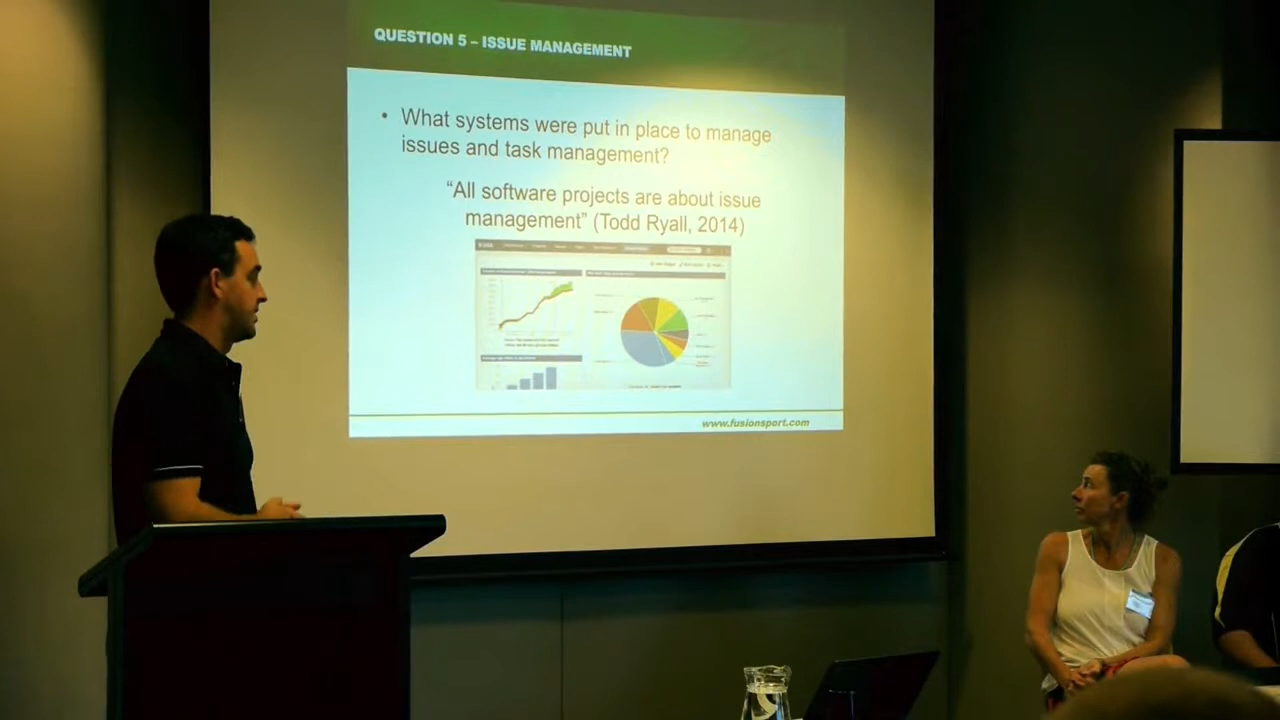 QUESTION 5 – ISSUE MANAGEMENT
• What systems were put in place to manage
issues and task management?
“All software projects are about issue
management” (Todd Ryall, 2014)
www.fusionsport.com